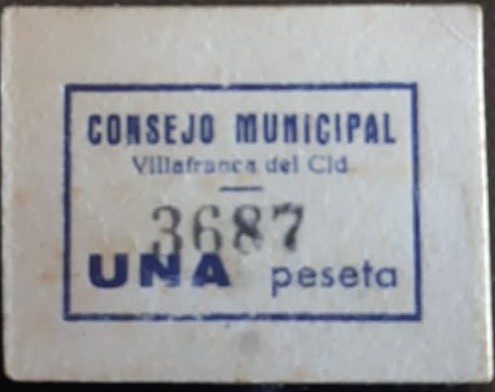 CONSEJO MUNICIPAL
Villafranca del Cid
3687
UNA peseta